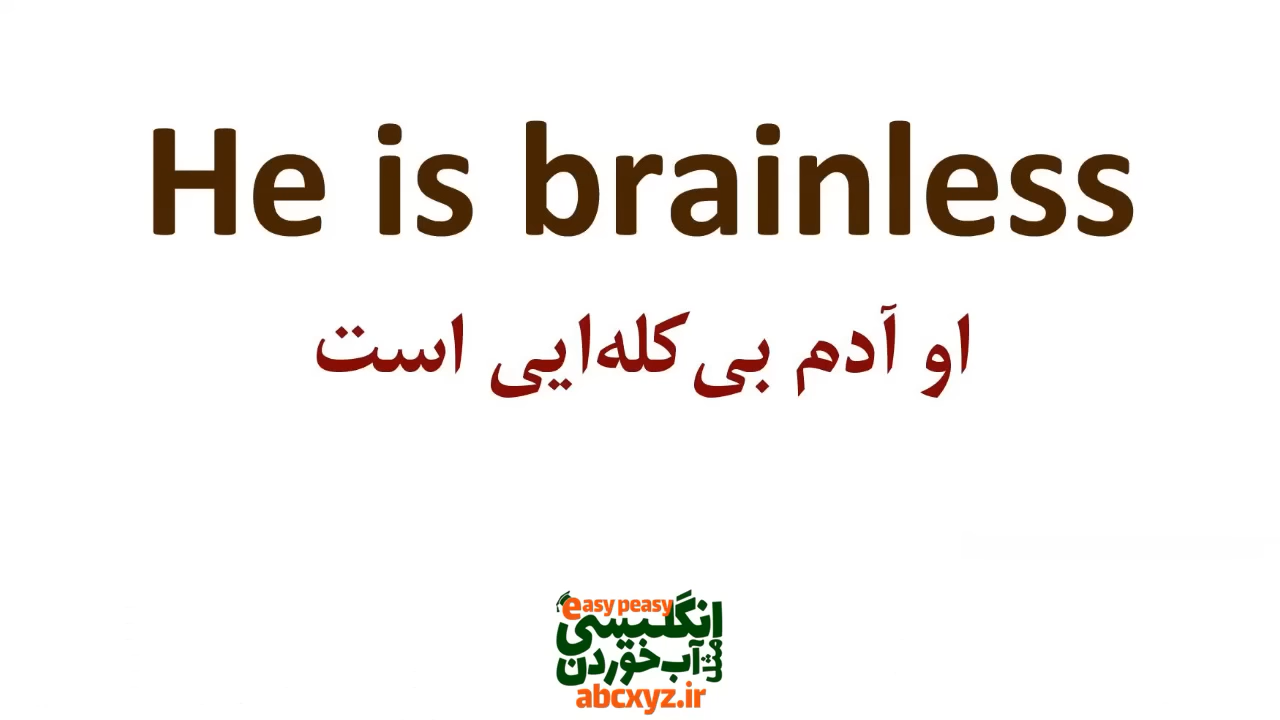 He is brainless
او آدم بی‌کله‌ایی است
easy peasy
انگلیسی
مثل آب خوردن
abcxyz.ir